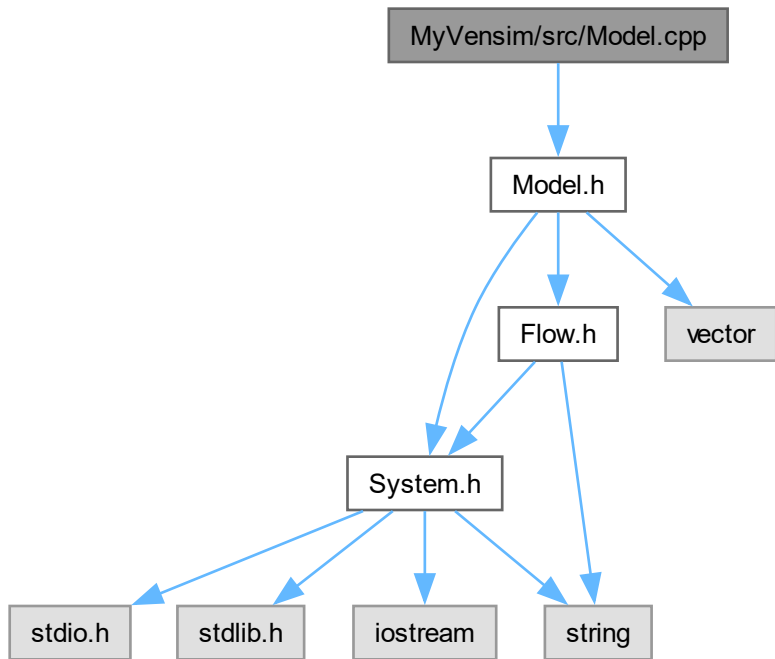 MyVensim/src/Model.cpp
Model.h
Flow.h
vector
System.h
stdio.h
stdlib.h
iostream
string